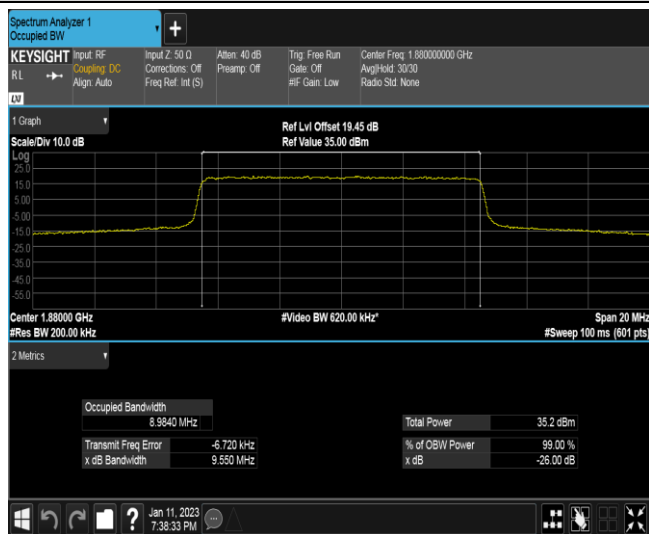 Spectrum Analyzer 1
Occupied BW
+
KEYSIGHT
RL
LXI
Input: RF
Coupling: DC
Align: Auto
Input Z: 50 Ω
Corrections: Off
Freq Ref: Int (S)
Atten: 40 dB
Preamp: Off
Trig: Free Run
Gate: Off
#IF Gain: Low
Center Freq: 1.880000000 GHz
Avg|Hold: 30/30
Radio Std: None
1 Graph
Scale/Div 10.0 dB
Ref Lvl Offset 19.45 dB
Ref Value 35.00 dBm
Log
25.0
15.0
5.00
-5.00
-15.0
-25.0
-35.0
-45.0
-55.0
Center 1.88000 GHz
#Res BW 200.00 kHz
#Video BW 620.00 kHz*
Span 20 MHz
#Sweep 100 ms (601 pts)
2 Metrics
Occupied Bandwidth
8.9840 MHz
Total Power 35.2 dBm
Transmit Freq Error -6.720 kHz
% of OBW Power 99.00 %
x dB Bandwidth 9.550 MHz
x dB -26.00 dB
?
Jan 11, 2023
7:38:33 PM